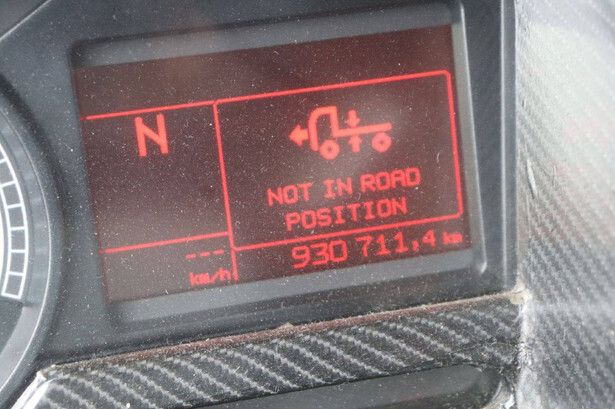 N
NOT IN ROAD
POSITION
---
km/h
930 711,4 km